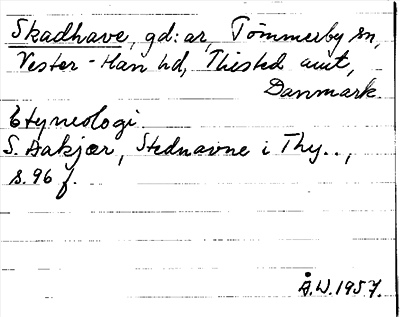 Skadhave, gd:ar, Tömmerby sn,
Vester-Han hd, Thisted amt,
Danmark.
Etymologi
S. Aakjær, Stednavne i Thy..,
s. 96 f.
Å.W. 1957.